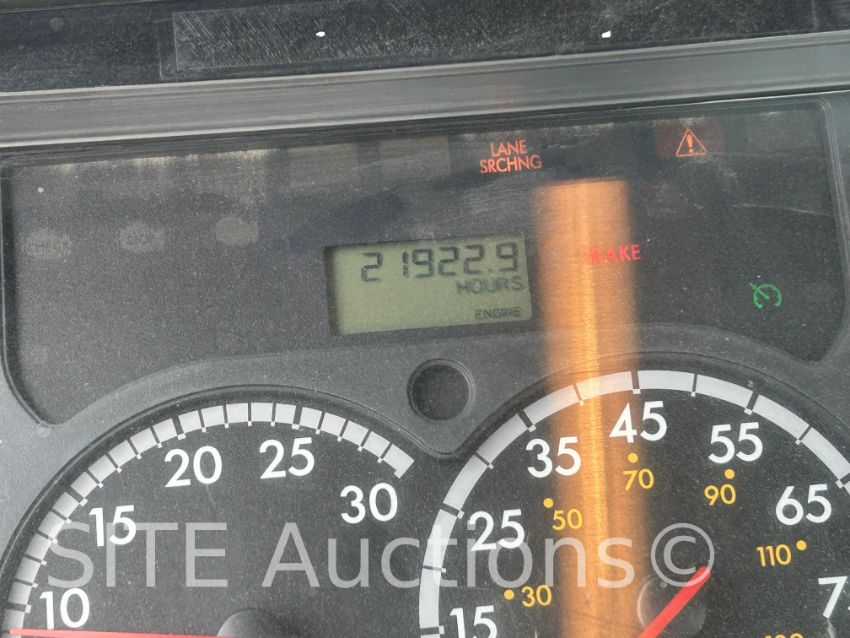 LANE
SRCHNG
21922.9
HOURS
ENGINE
BRAKE
10 15 20 25 30
15 25 35 45 55 65
30 50 70 90 110
SITE Auctions©